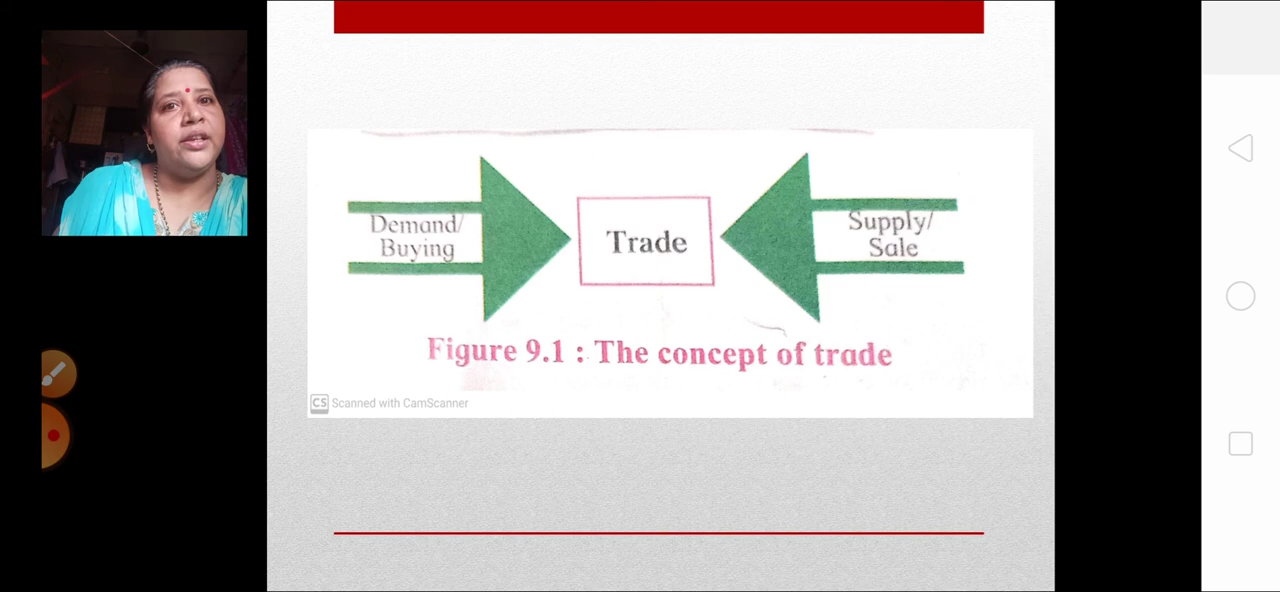 Demand/
Buying
Trade
Supply/
Sale
Figure 9.1 : The concept of trade
CS Scanned with CamScanner